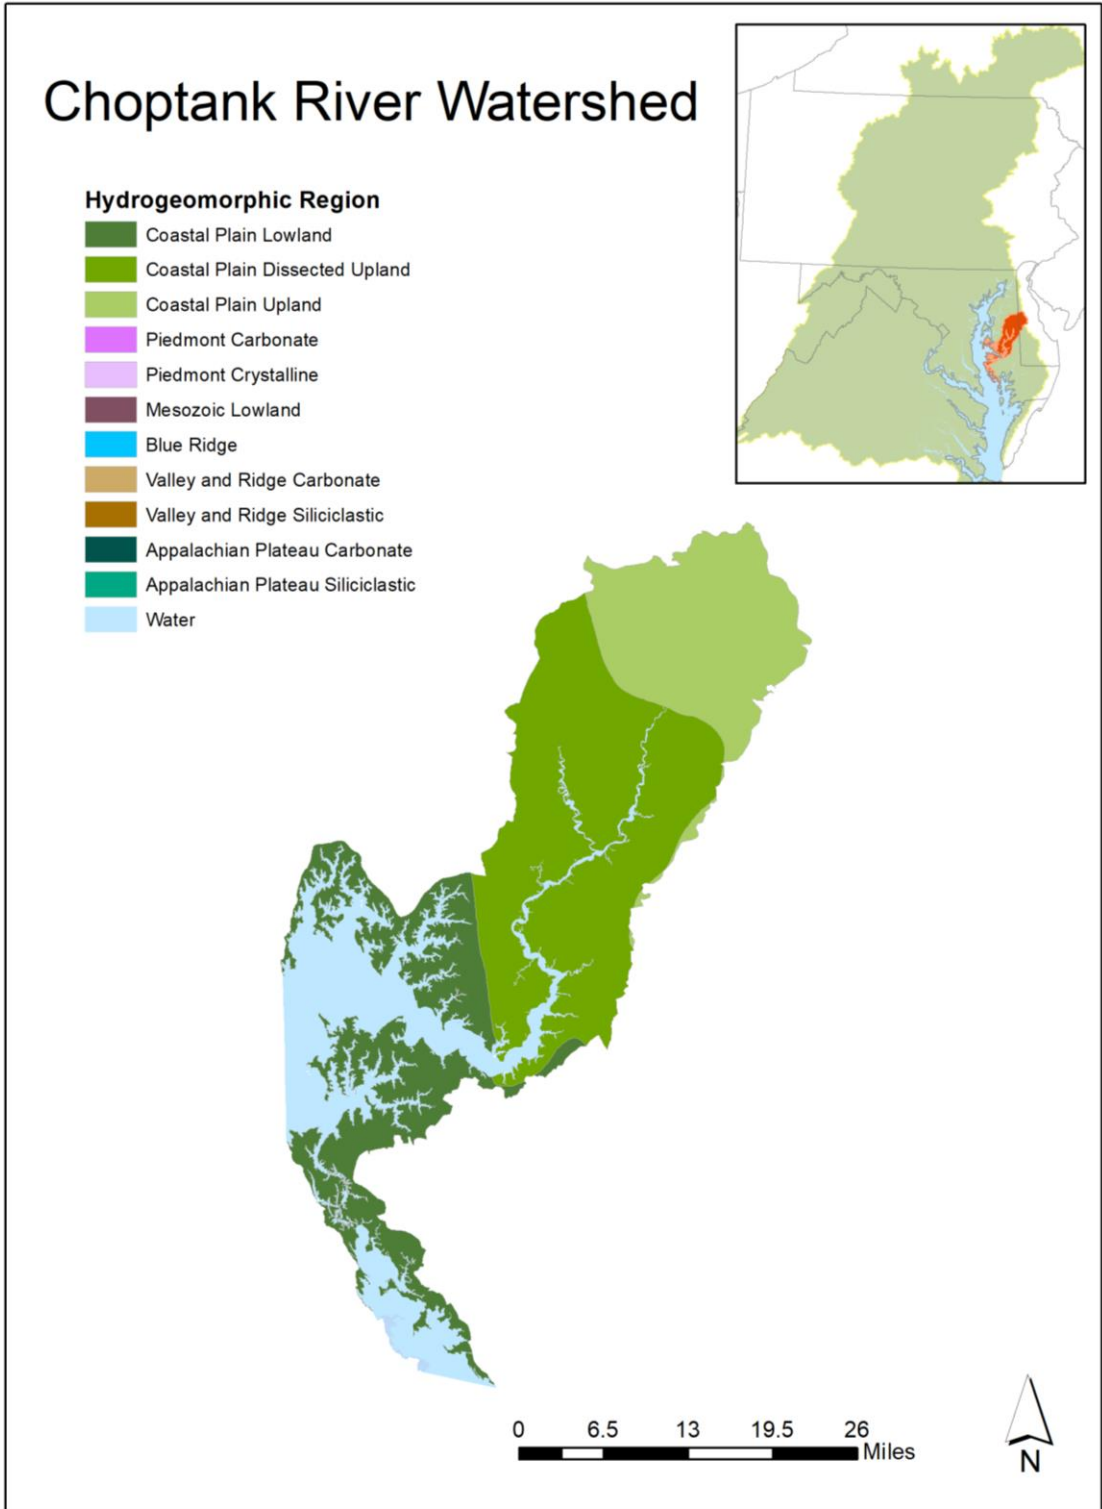 Choptank River Watershed
Hydrogeomorphic Region
Coastal Plain Lowland
Coastal Plain Dissected Upland
Coastal Plain Upland
Piedmont Carbonate
Piedmont Crystalline
Mesozoic Lowland
Blue Ridge
Valley and Ridge Carbonate
Valley and Ridge Siliciclastic
Appalachian Plateau Carbonate
Appalachian Plateau Siliciclastic
Water
0 6.5 13 19.5 26
Miles
N